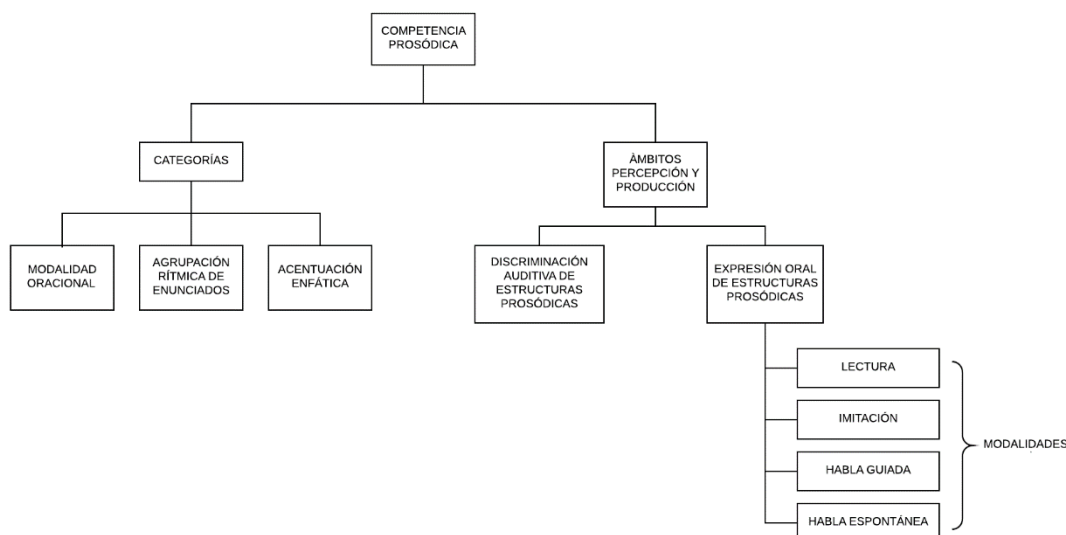 COMPETENCIA
PROSÓDICA
CATEGORÍAS
ÀMBITOS
PERCEPCIÓN Y
PRODUCCIÓN
MODALIDAD
ORACIONAL
AGRUPACIÓN
RÍTMICA DE
ENUNCIADOS
ACENTUACIÓN
ENFÁTICA
DISCRIMINACIÓN
AUDITIVA DE
ESTRUCTURAS
PROSÓDICAS
EXPRESIÓN ORAL
DE ESTRUCTURAS
PROSÓDICAS
LECTURA
IMITACIÓN
HABLA GUIADA
HABLA ESPONTÁNEA
MODALIDADES